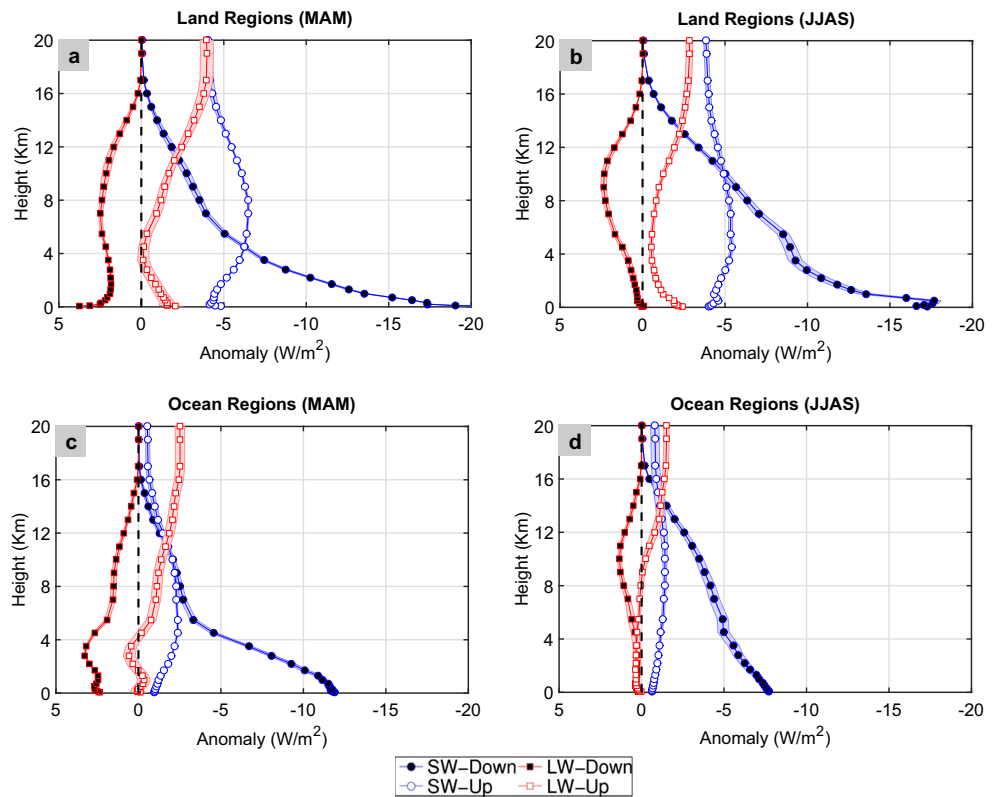 Land Regions (MAM)
a
20
16
12
8
4
0
Height (Km)
5 0 -5 -10 -15 -20
Anomaly (W/m²)
Land Regions (JJAS)
b
20
16
12
8
4
0
Height (Km)
5 0 -5 -10 -15 -20
Anomaly (W/m²)
Ocean Regions (MAM)
c
20
16
12
8
4
0
Height (Km)
5 0 -5 -10 -15 -20
Anomaly (W/m²)
Ocean Regions (JJAS)
d
20
16
12
8
4
0
Height (Km)
5 0 -5 -10 -15 -20
Anomaly (W/m²)
SW−Down LW−Down
SW−Up LW−Up